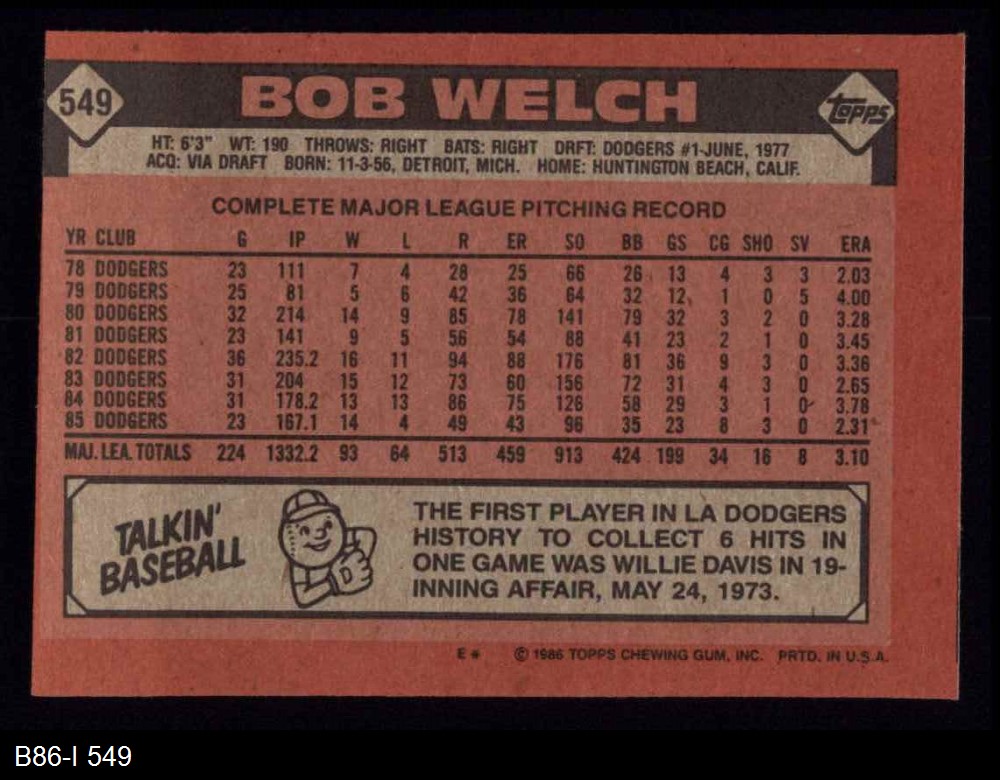 549
BOB WELCH
Topps
HT: 6'3" WT: 190 THROWS: RIGHT BATS: RIGHT DRFT: DODGERS #1-JUNE, 1977
ACQ: VIA DRAFT BORN: 11-3-56, DETROIT, MICH. HOME: HUNTINGTON BEACH, CALIF.
COMPLETE MAJOR LEAGUE PITCHING RECORD
YR CLUB G IP W L R ER SO BB GS CG SHO SV ERA
78 DODGERS 23 111 7 4 28 25 66 26 13 4 3 3 2.03
79 DODGERS 25 81 5 6 42 36 64 32 12 1 0 5 4.00
80 DODGERS 32 214 14 9 85 78 141 79 32 3 2 0 3.28
81 DODGERS 23 141 9 5 56 54 88 41 23 2 1 0 3.45
82 DODGERS 36 235.2 16 11 94 88 176 81 36 9 3 0 3.36
83 DODGERS 31 204 15 12 73 60 156 72 31 4 3 0 2.65
84 DODGERS 31 178.2 13 13 86 75 126 58 29 3 1 0 3.78
85 DODGERS 23 167.1 14 4 49 43 96 35 23 8 3 0 2.31
MAJ. LEA. TOTALS 224 1332.2 93 64 513 459 913 424 199 34 16 8 3.10
TALKIN'
BASEBALL
THE FIRST PLAYER IN LA DODGERS
HISTORY TO COLLECT 6 HITS IN
ONE GAME WAS WILLIE DAVIS IN 19-
INNING AFFAIR, MAY 24, 1973.
E * © 1986 TOPPS CHEWING GUM, INC. PRTD. IN U.S.A.
B86-I 549